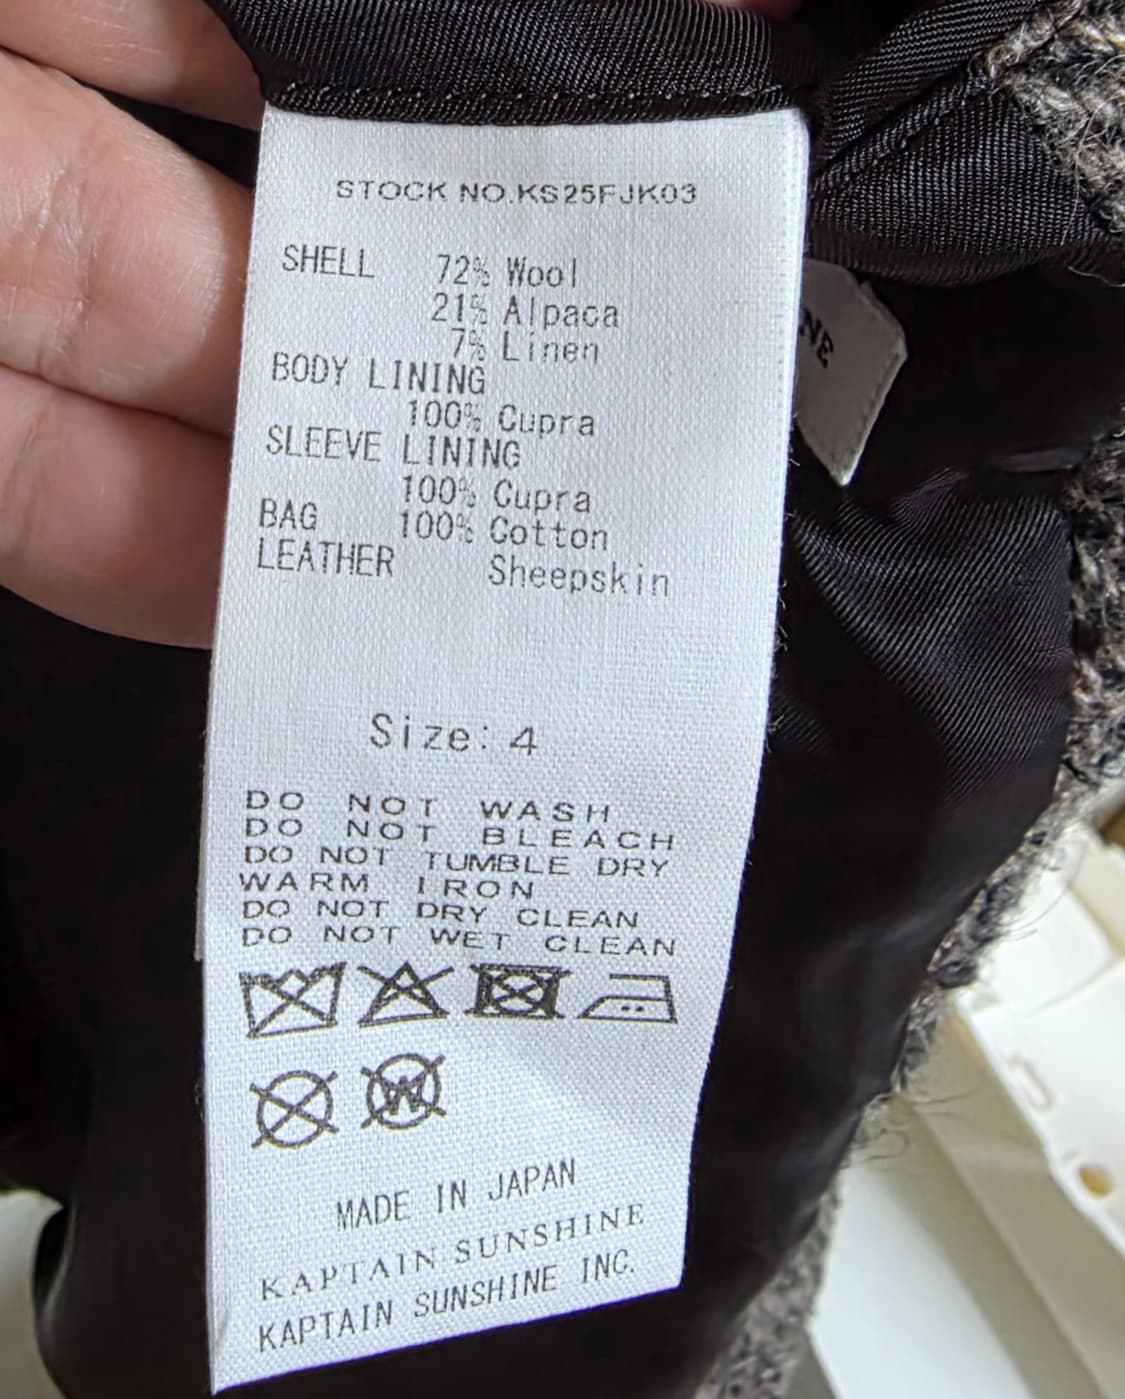 STOCK NO.KS25FJK03
SHELL 72% Wool
21% Alpaca
7% Linen
BODY LINING
100% Cupra
SLEEVE LINING
100% Cupra
BAG 100% Cotton
LEATHER Sheepskin
Size: 4
DO NOT WASH
DO NOT BLEACH
DO NOT TUMBLE DRY
WARM IRON
DO NOT DRY CLEAN
DO NOT WET CLEAN
W
MADE IN JAPAN
KAPTAIN SUNSHINE
KAPTAIN SUNSHINE INC.
NE